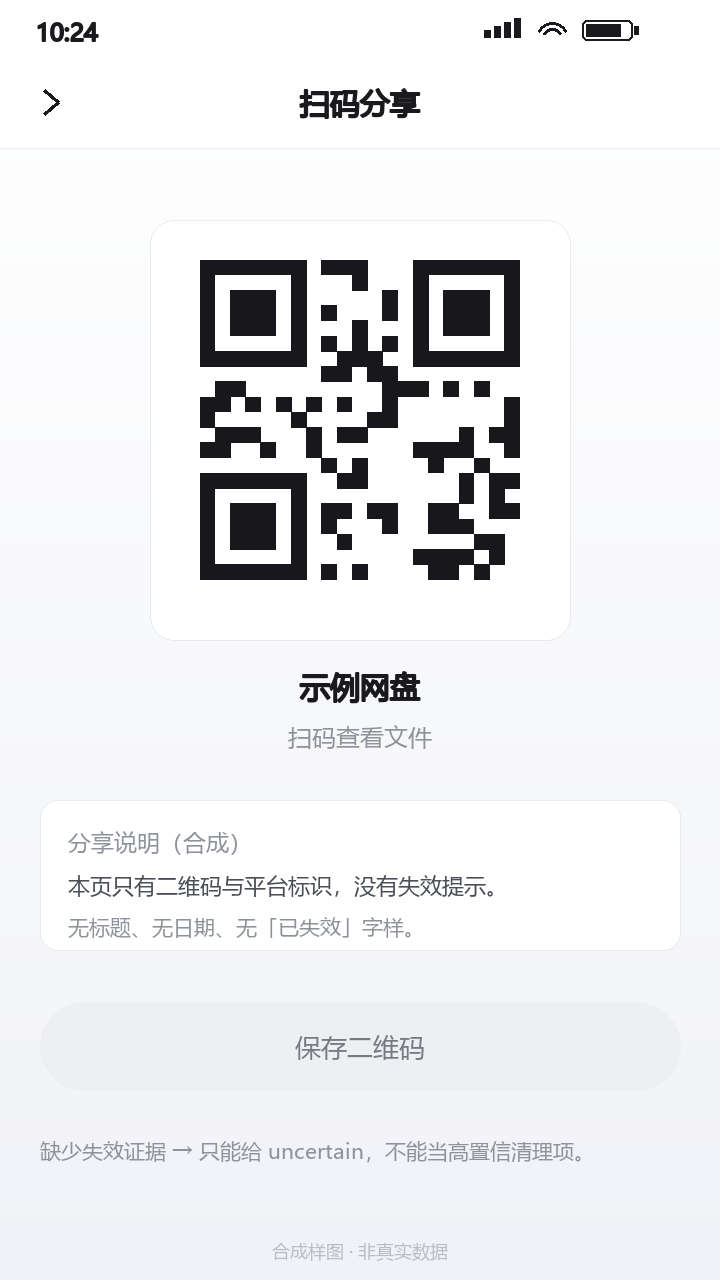 10:24
扫码分享
示例网盘
扫码查看文件
分享说明（合成）
本页只有二维码与平台标识，没有失效提示。
无标题、无日期、无「已失效」字样。
保存二维码
缺少失效证据 → 只能给 uncertain，不能当高置信清理项。
合成样图 · 非真实数据